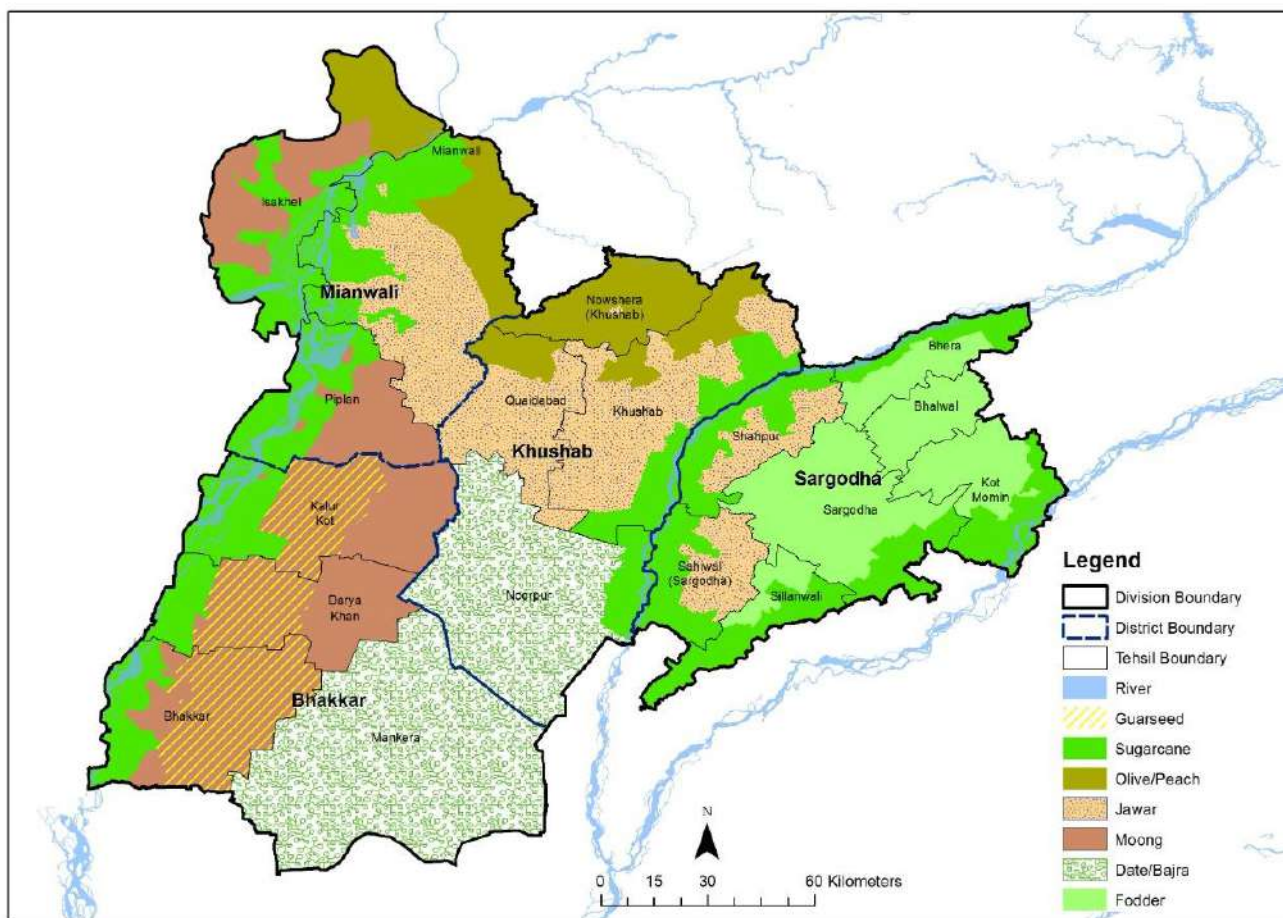 Mianwali
Isakhel
Mianwali
Nowshera
(Khushab)
Bhera
Piplan
Quaidabad
Khushab
Bhalwal
Khushab
Shahpur
Sargodha
Kot
Momin
Sargodha
Kalur
Kot
Sahiwal
(Sargodha)
Sillanwali
Darya
Khan
Noorpur
Bhakkar
Bhakkar
Mankera
Legend
Division Boundary
District Boundary
Tehsil Boundary
River
Guarseed
Sugarcane
Olive/Peach
Jawar
Moong
Date/Bajra
Fodder
N
0 15 30 60 Kilometers